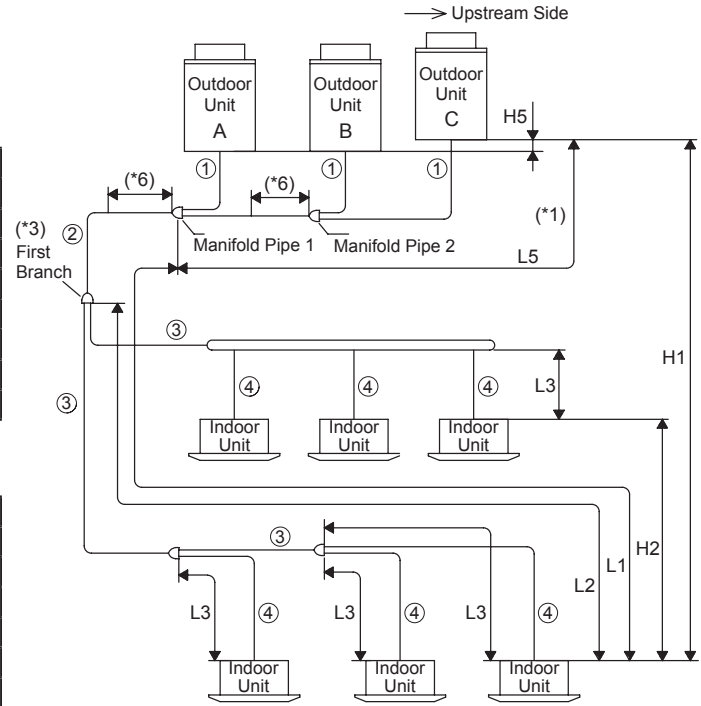 Upstream Side
Outdoor
Unit
A
Outdoor
Unit
B
Outdoor
Unit
C
H5
①
①
①
(*6)
(*6)
(*1)
(*3)
②
First
Branch
Manifold Pipe 1
Manifold Pipe 2
L5
③
H1
④
④
④
L3
③
Indoor
Unit
Indoor
Unit
Indoor
Unit
③
H2
L1
L2
L3
④
L3
④
L3
④
Indoor
Unit
Indoor
Unit
Indoor
Unit